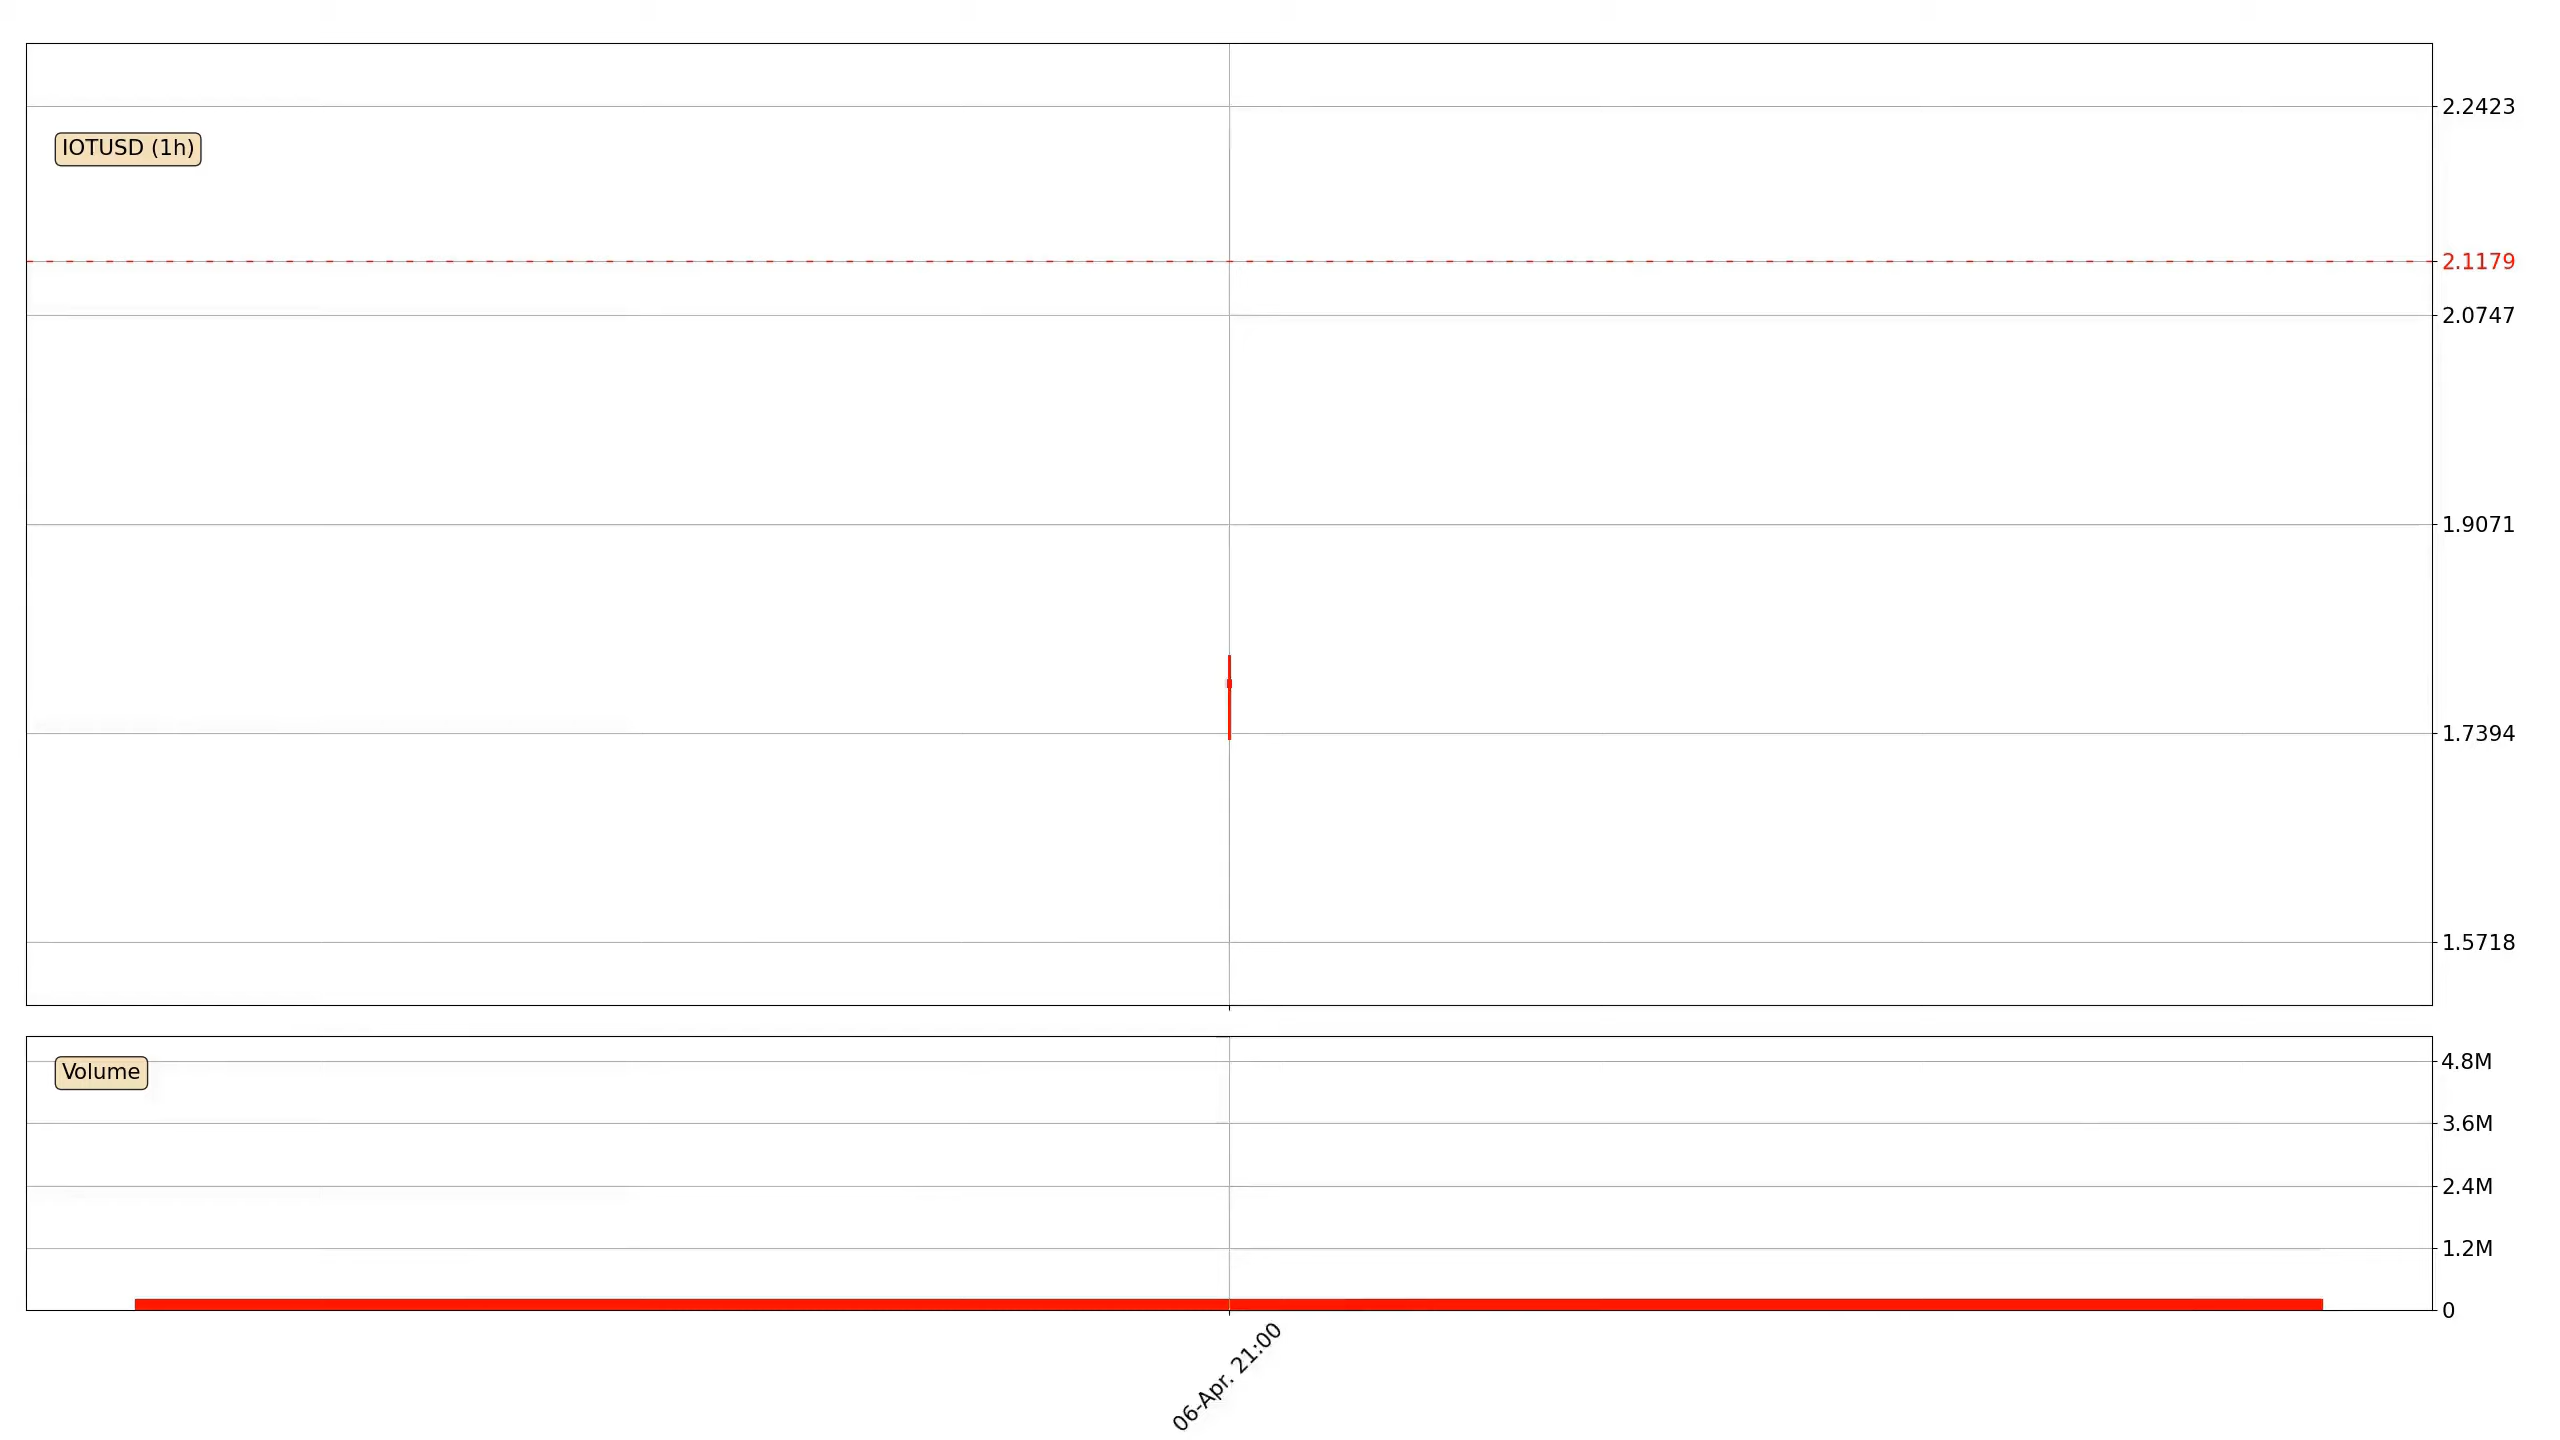 IOTUSD (1h)
2.2423
2.1179
2.0747
1.9071
1.7394
1.5718
Volume
4.8M
3.6M
2.4M
1.2M
0
06-Apr. 21:00